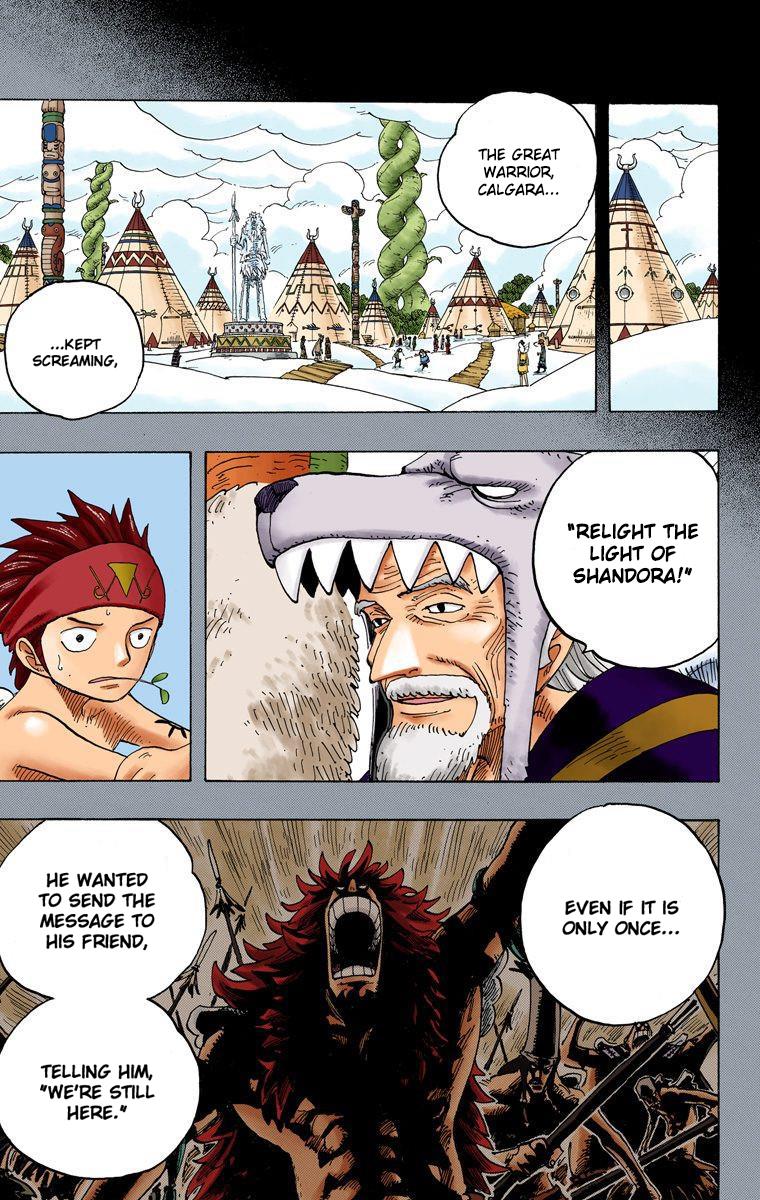 THE GREAT
WARRIOR,
CALGARA...
...KEPT
SCREAMING,
"RELIGHT THE
LIGHT OF
SHANDORA!"
EVEN IF IT IS
ONLY ONCE...
HE WANTED
TO SEND THE
MESSAGE TO
HIS FRIEND,
TELLING HIM,
"WE'RE STILL
HERE."